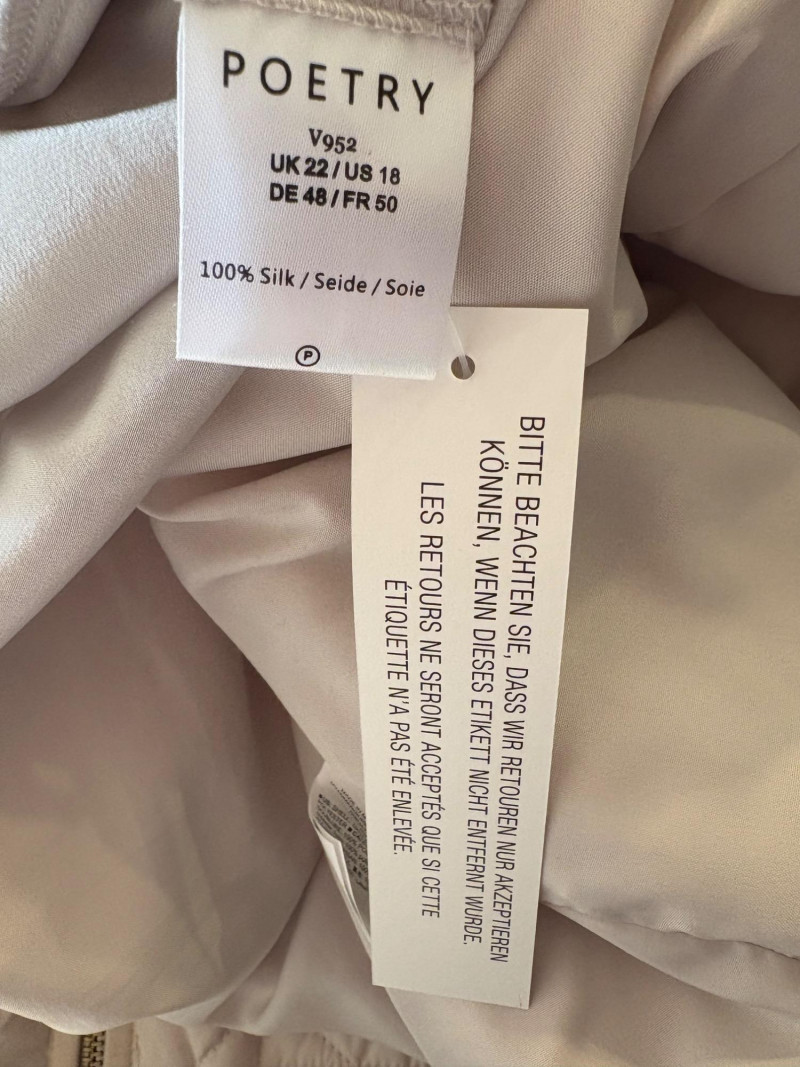 POETRY
V952
UK 22 / US 18
DE 48 / FR 50
100% Silk / Seide / Soie
P
BITTE BEACHTEN SIE, DASS WIR RETOUREN NUR AKZEPTIEREN
KÖNNEN, WENN DIESES ETIKETT NICHT ENTFERNT WURDE.
LES RETOURS NE SERONT ACCEPTÉS QUE SI CETTE
ÉTIQUETTE N'A PAS ÉTÉ ENLEVÉE.